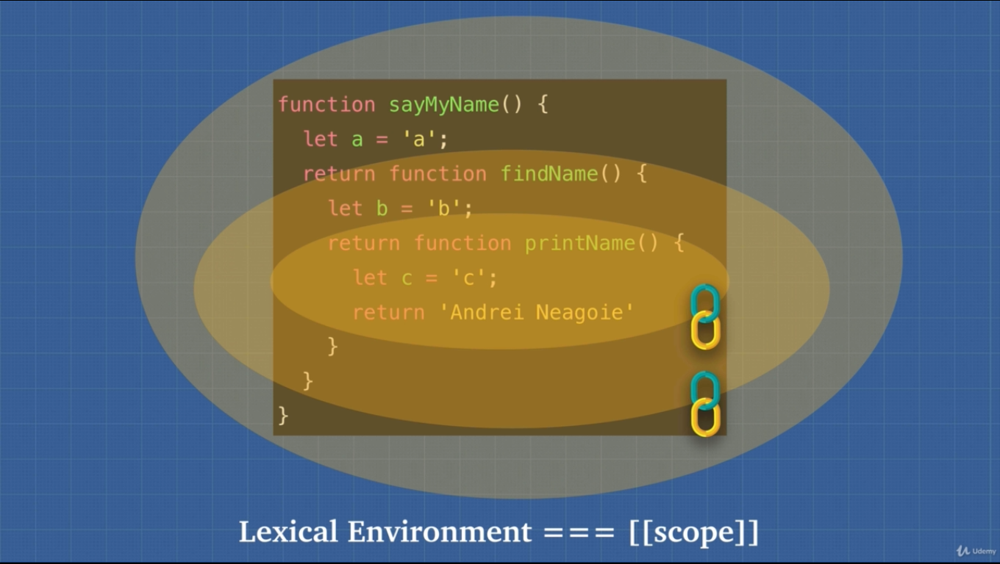 function sayMyName() {
let a = 'a';
return function findName() {
let b = 'b';
return function printName() {
let c = 'c';
return 'Andrei Neagoie'
}
}
}
Lexical Environment === [[scope]]
Udemy